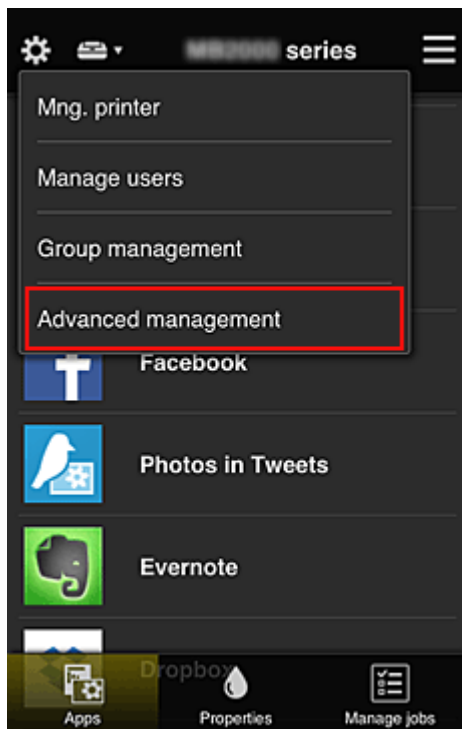 series
Mng. printer
Manage users
Group management
Advanced management
Facebook
Photos in Tweets
Evernote
Dropbox
Apps
Properties
Manage jobs